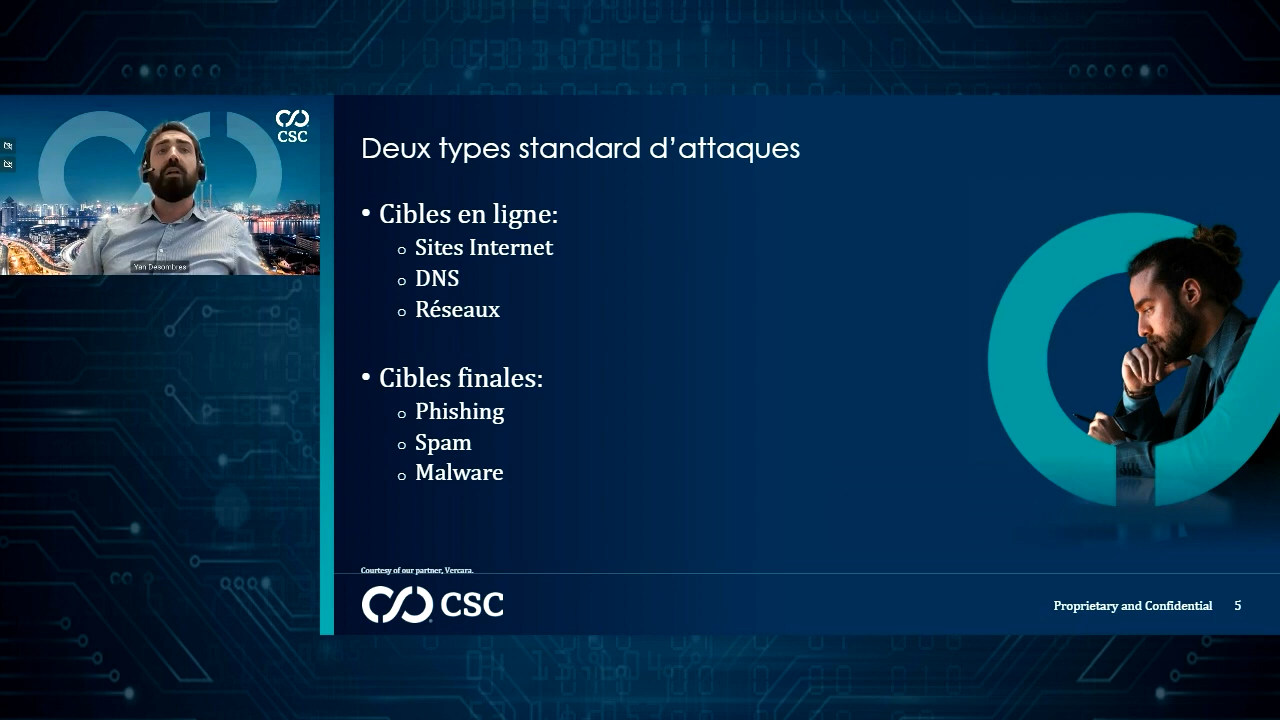 CSC
Yan Desombres
Deux types standard d’attaques
• Cibles en ligne:
o Sites Internet
o DNS
o Réseaux
• Cibles finales:
o Phishing
o Spam
o Malware
Courtesy of our partner, Vercara.
CSC
Proprietary and Confidential 5